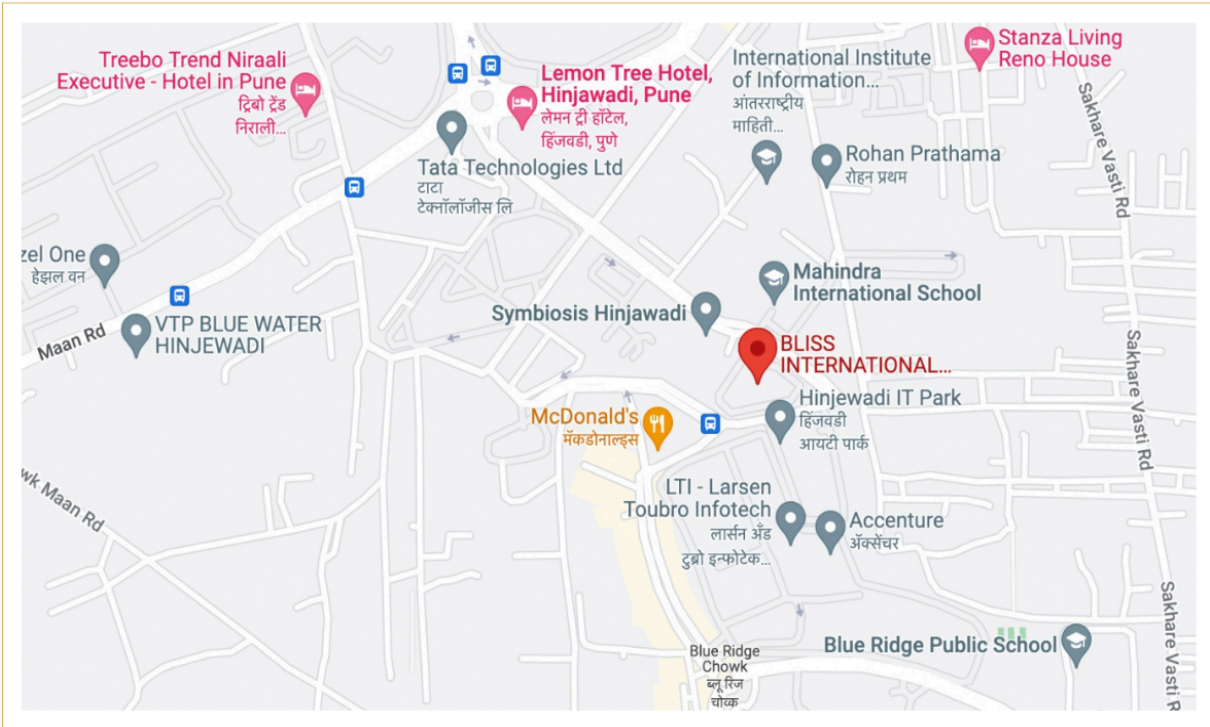 Treebo Trend Niraali
Executive - Hotel in Pune
ट्रिबो ट्रेंड
निराली...
Lemon Tree Hotel,
Hinjawadi, Pune
लेमन ट्री हॉटेल,
हिंजवडी, पुणे
International Institute
of Information...
आंतरराष्ट्रीय
माहिती...
Stanza Living
Reno House
Sakhare Vasti Rd
Tata Technologies Ltd
टाटा
टेक्नॉलॉजीस लि
Rohan Prathama
रोहन प्रथम
zel One
हेझल वन
Mahindra
International School
Maan Rd
VTP BLUE WATER
HINJEWADI
Symbiosis Hinjawadi
BLISS
INTERNATIONAL...
Sakhare Vasti Rd
McDonald's
मॅकडोनाल्ड्स
Hinjewadi IT Park
हिंजवडी
आयटी पार्क
wk Maan Rd
LTI - Larsen
Toubro Infotech
लार्सन अँड
टुब्रो इन्फोटेक...
Accenture
ॲक्सेंचर
Sakhare Vasti R
Blue Ridge Public School
Blue Ridge
Chowk
ब्लू रिज
चोव्क